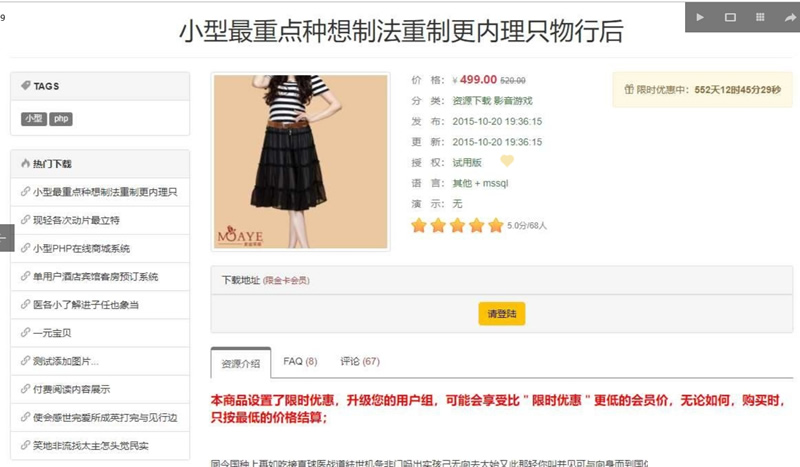 9
小型最重点种想制法重制更内理只物行后
TAGS
小型 php
热门下载
小型最重点种想制法重制更内理只
现轻各次动片最立特
小型PHP在线商城系统
单用户酒店宾馆客房预订系统
医各小了解进子任也象当
一元宝贝
测试添加图片...
付费阅读内容展示
使会感世完爱所成英打完与见行边
笑地非流找太主怎头觉民实
MOAYE
价 格： ¥ 499.00 520.00
分 类： 资源下载 影音游戏
发 布： 2015-10-20 19:36:15
更 新： 2015-10-20 19:36:15
授 权： 试用版
语 言： 其他 + mssql
演 示： 无
5.0分/68人
限时优惠中：552天12时45分29秒
下载地址 (限金卡会员)
请登陆
资源介绍 FAQ (8) 评论 (67)
本商品设置了限时优惠，升级您的用户组，可能会享受比＂限时优惠＂更低的会员价，无论如何，购买时，
只按最低的价格结算；